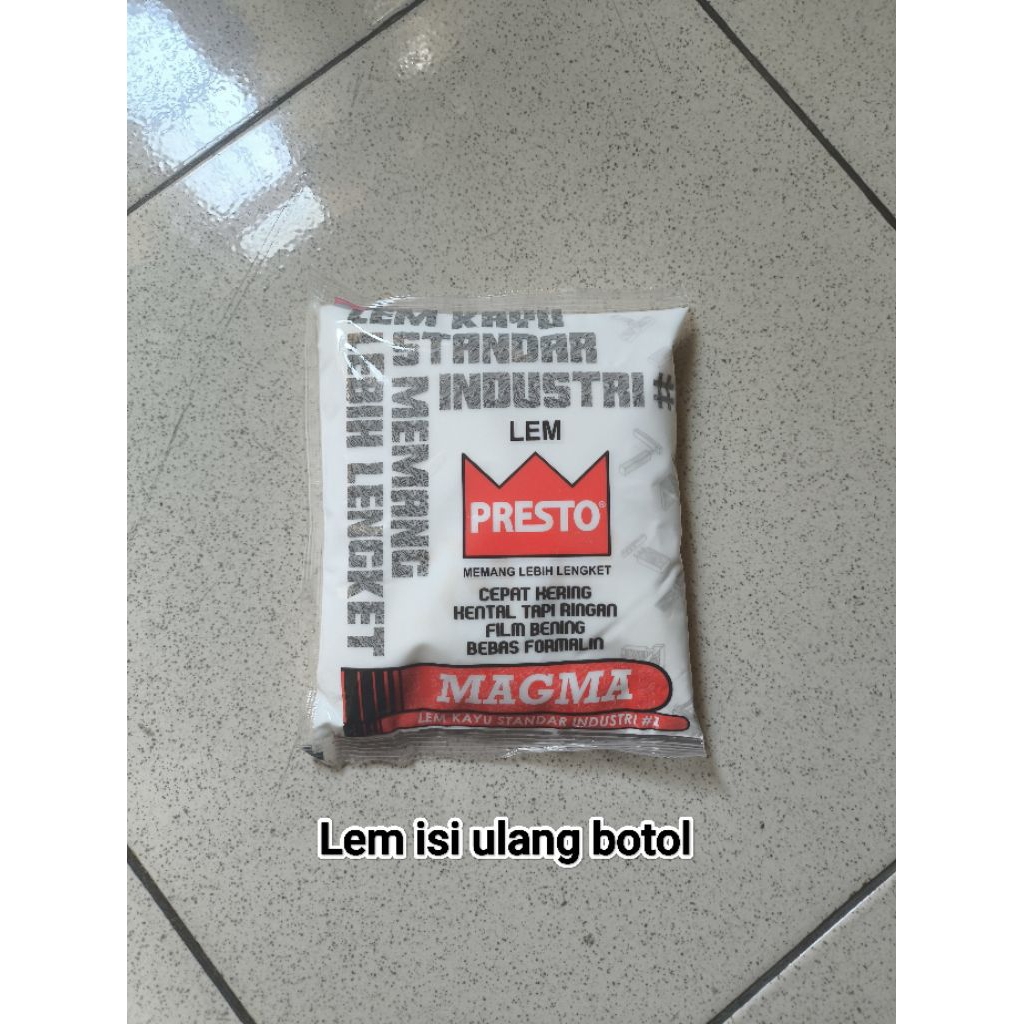 LEM KAYU
STANDAR
INDUSTRI #
MEMANG
LEBIH LENGKET
LEM
PRESTO®
MEMANG LEBIH LENGKET
CEPAT KERING
KENTAL TAPI RINGAN
FILM BENING
BEBAS FORMALIN
MAGMA
LEM KAYU STANDAR INDUSTRI #1
Lem isi ulang botol